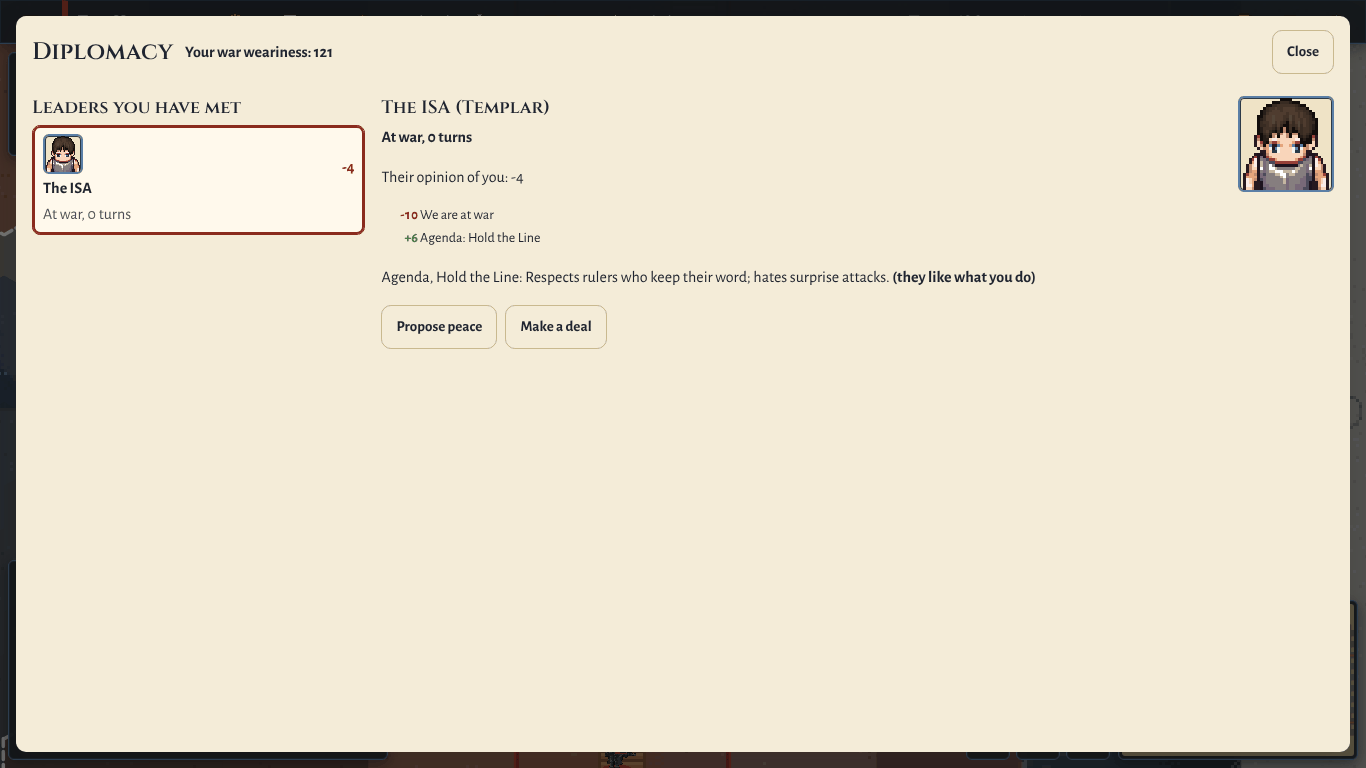 Diplomacy Your war weariness: 121
Close
Leaders you have met
-4
The ISA
At war, 0 turns
The ISA (Templar)
At war, 0 turns
Their opinion of you: -4
-10 We are at war
+6 Agenda: Hold the Line
Agenda, Hold the Line: Respects rulers who keep their word; hates surprise attacks. (they like what you do)
Propose peace
Make a deal